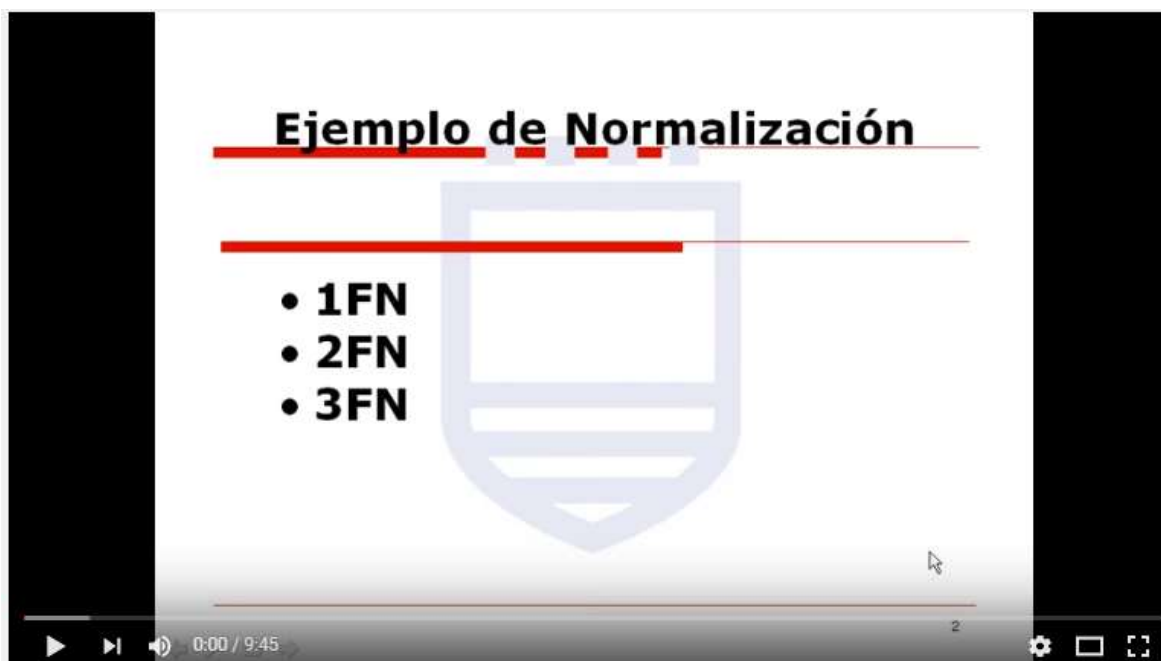 Ejemplo de Normalización
• 1FN
• 2FN
• 3FN
2
0:00 / 9:45